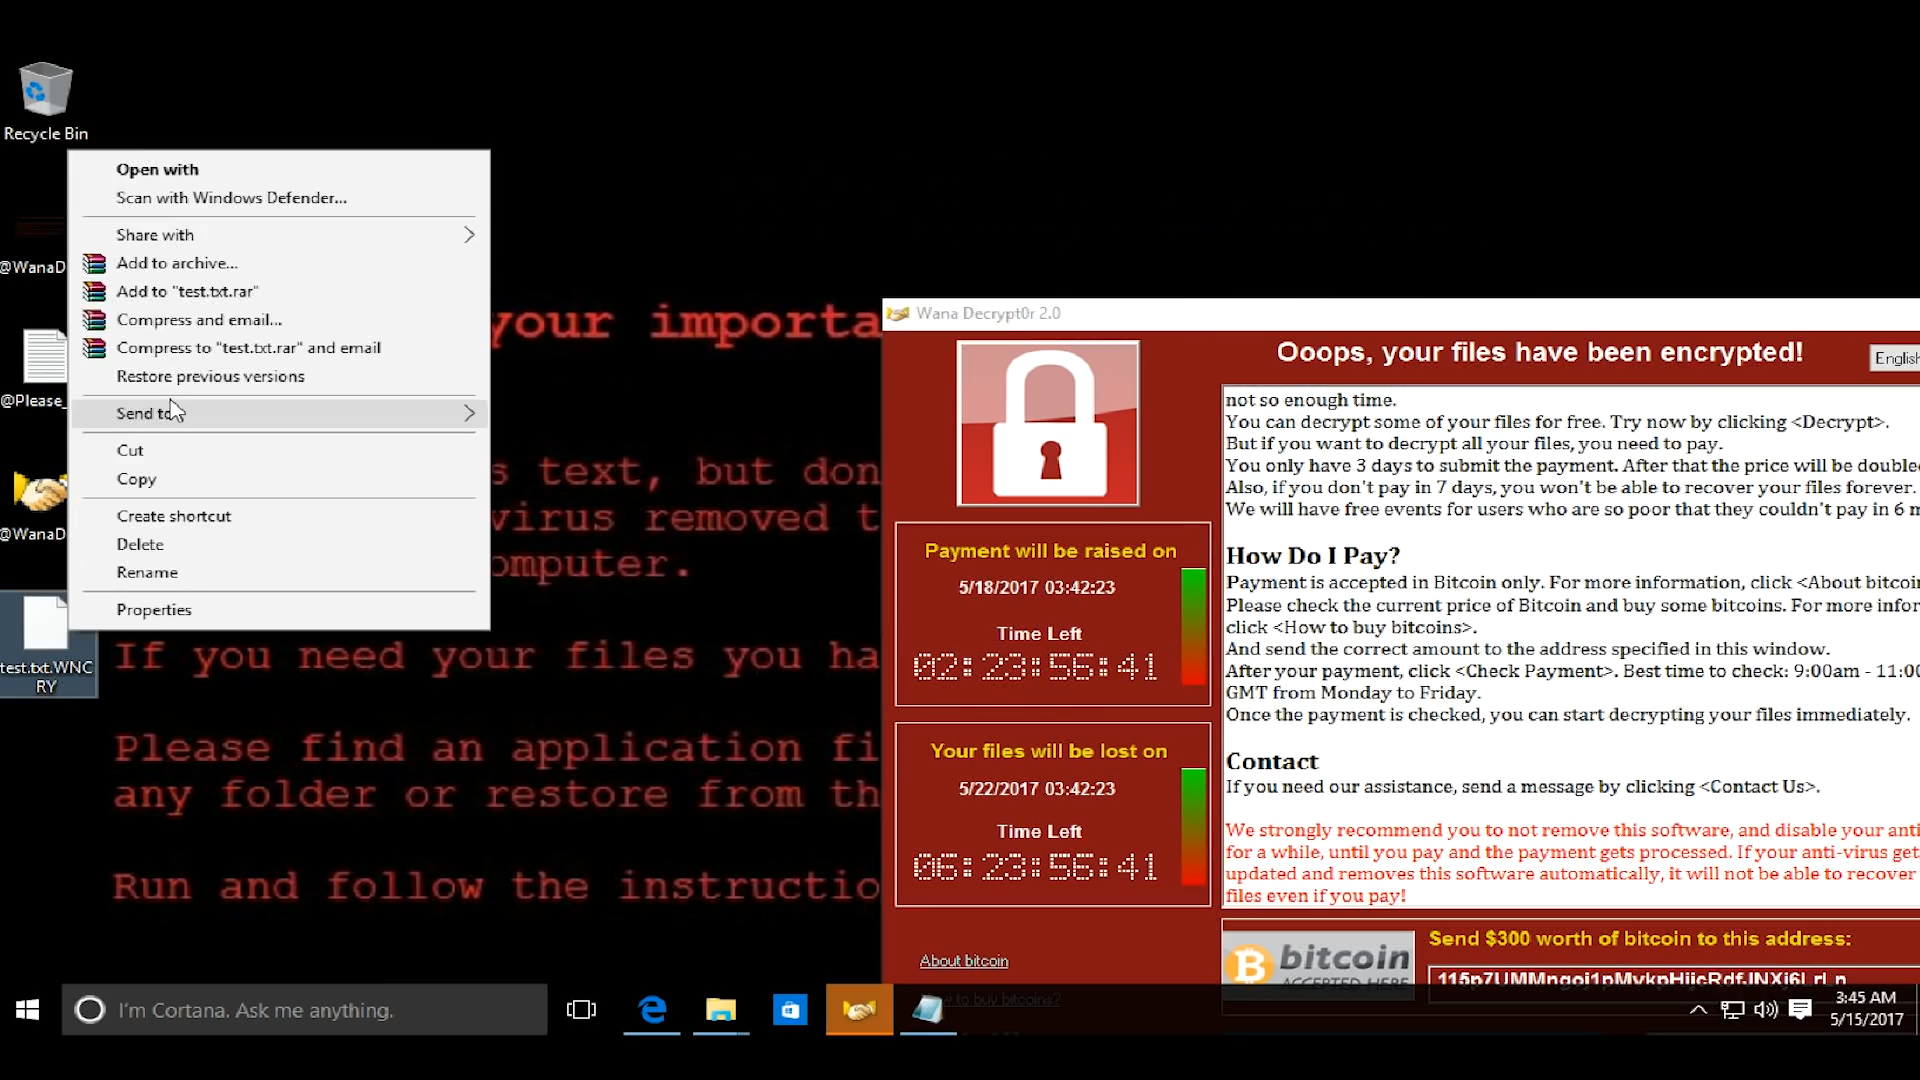 Recycle Bin
Open with
Scan with Windows Defender...
Share with
Add to archive...
Add to "test.txt.rar"
Compress and email...
Compress to "test.txt.rar" and email
Restore previous versions
Send to
Cut
Copy
Create shortcut
Delete
Rename
Properties
@WanaD
@Please_
@WanaD
test.txt.WNC
RY
your importa
s text, but don
virus removed t
omputer.
If you need your files you ha
Please find an application fi
any folder or restore from th
Run and follow the instructio
Wana Decrypt0r 2.0
Ooops, your files have been encrypted!
English
Payment will be raised on
5/18/2017 03:42:23
Time Left
02:23:56:41
Your files will be lost on
5/22/2017 03:42:23
Time Left
06:23:56:41
About bitcoin
How to buy bitcoins?
not so enough time.
You can decrypt some of your files for free. Try now by clicking <Decrypt>.
But if you want to decrypt all your files, you need to pay.
You only have 3 days to submit the payment. After that the price will be doubled
Also, if you don't pay in 7 days, you won't be able to recover your files forever.
We will have free events for users who are so poor that they couldn't pay in 6 m
How Do I Pay?
Payment is accepted in Bitcoin only. For more information, click <About bitcoin
Please check the current price of Bitcoin and buy some bitcoins. For more infor
click <How to buy bitcoins>.
And send the correct amount to the address specified in this window.
After your payment, click <Check Payment>. Best time to check: 9:00am - 11:00
GMT from Monday to Friday.
Once the payment is checked, you can start decrypting your files immediately.
Contact
If you need our assistance, send a message by clicking <Contact Us>.
We strongly recommend you to not remove this software, and disable your anti
for a while, until you pay and the payment gets processed. If your anti-virus get
updated and removes this software automatically, it will not be able to recover
files even if you pay!
bitcoin
ACCEPTED HERE
Send $300 worth of bitcoin to this address:
I'm Cortana. Ask me anything.
3:45 AM
5/15/2017